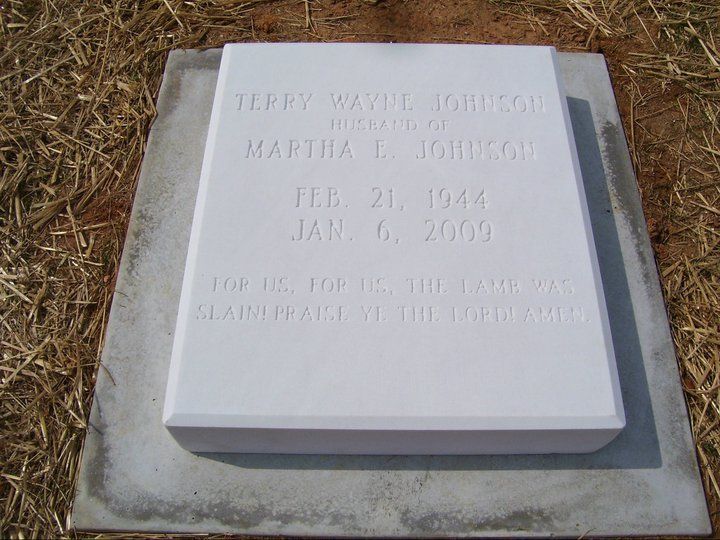 TERRY WAYNE JOHNSON
HUSBAND OF
MARTHA E. JOHNSON
FEB. 21, 1944
JAN. 6, 2009
FOR US, FOR US, THE LAMB WAS
SLAIN! PRAISE YE THE LORD! AMEN.